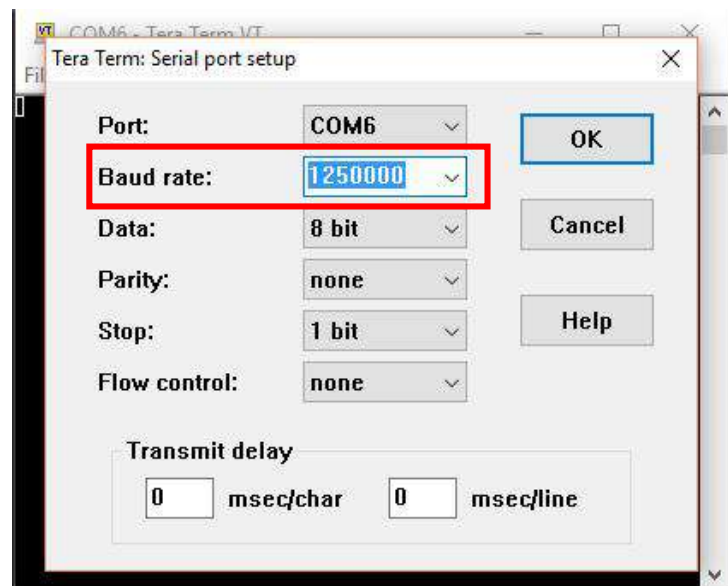 VT COM6 - Tera Term VT
Tera Term: Serial port setup
Fil
Port: COM6
OK
Baud rate: 1250000
Data: 8 bit
Cancel
Parity: none
Stop: 1 bit
Help
Flow control: none
Transmit delay
0 msec/char 0 msec/line